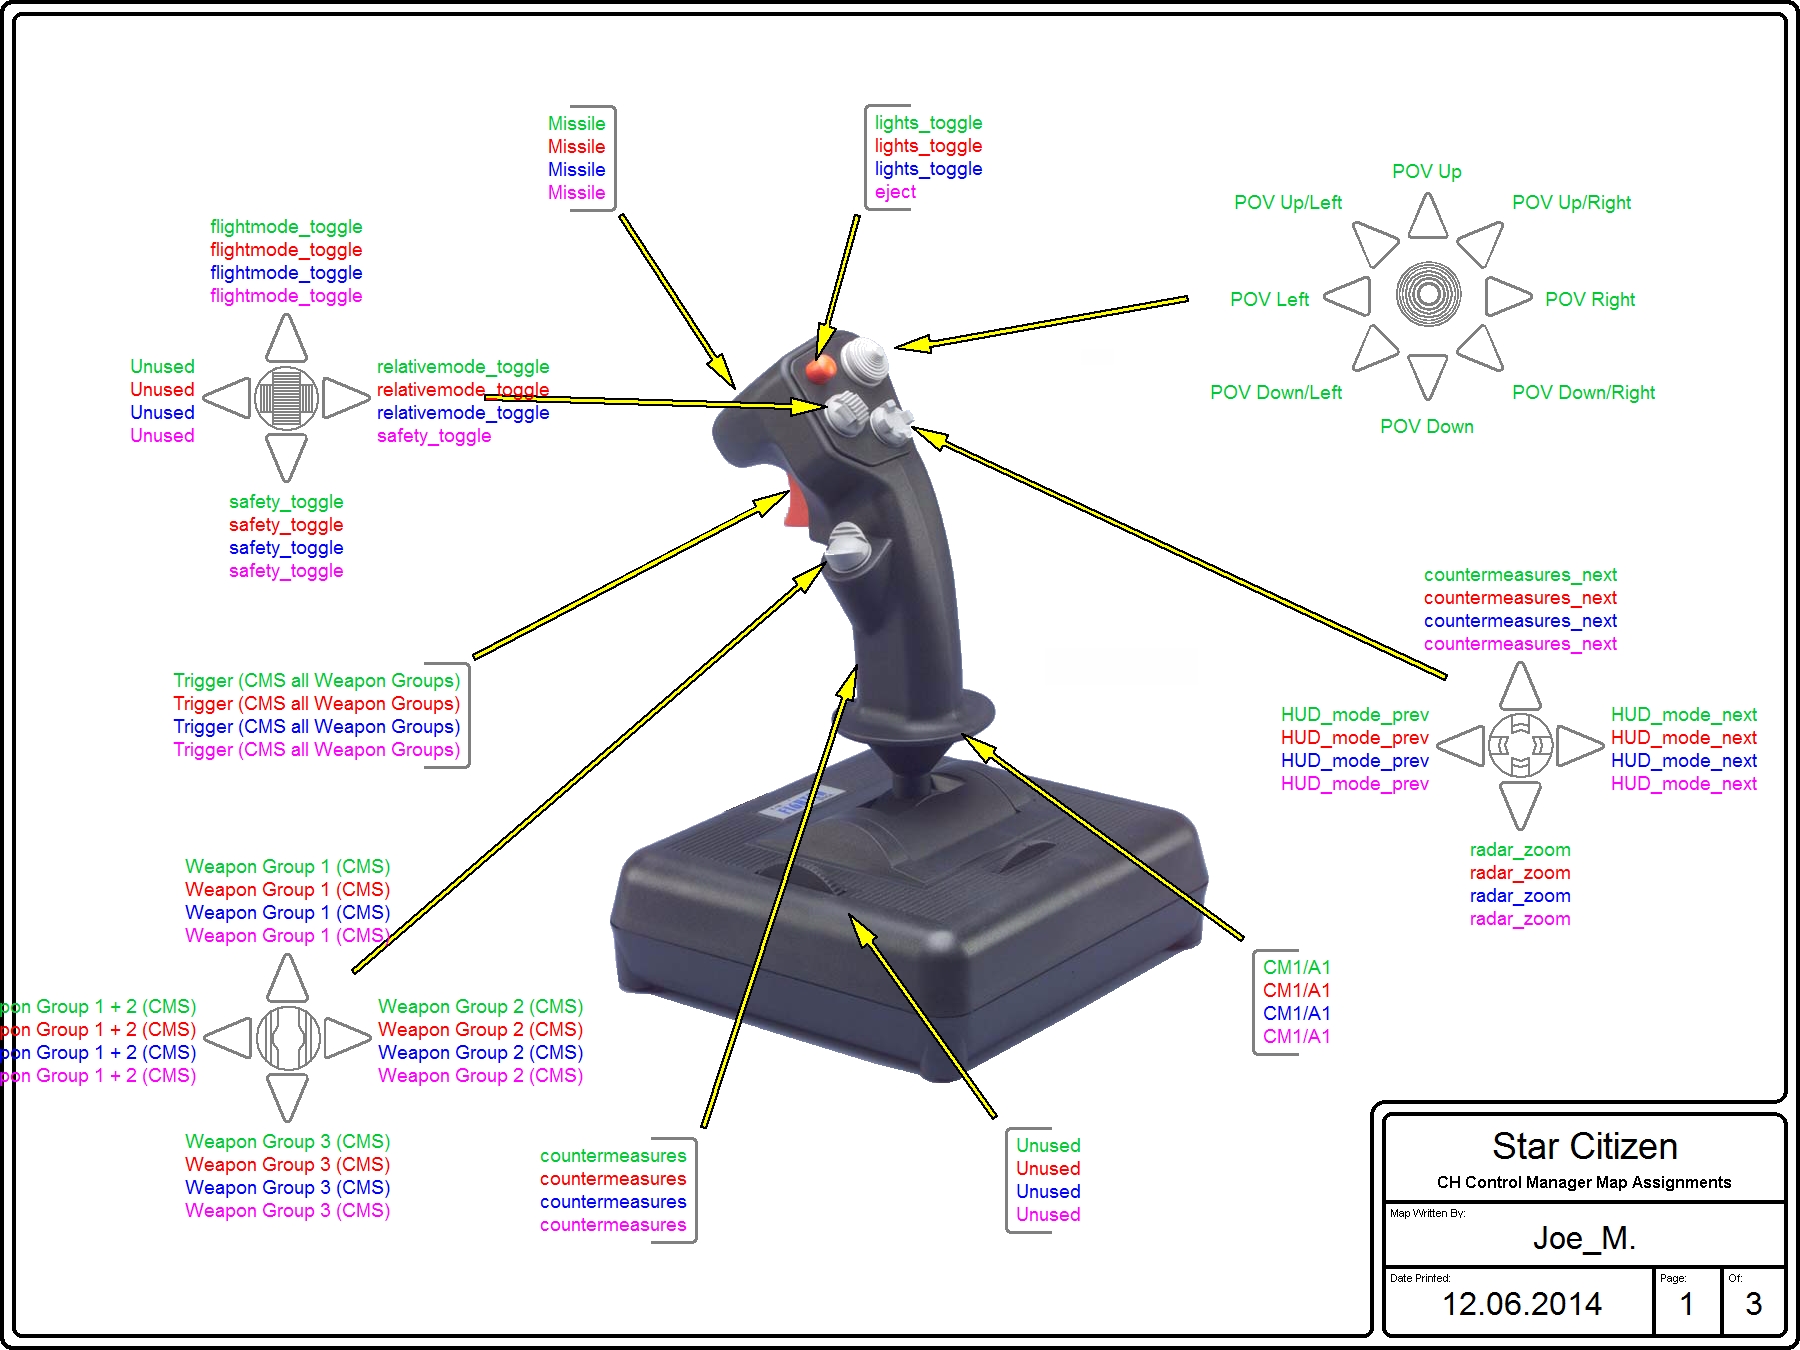 Missile
Missile
Missile
Missile
lights_toggle
lights_toggle
lights_toggle
eject
POV Up
POV Up/Left
POV Up/Right
POV Left
POV Right
POV Down/Left
POV Down/Right
POV Down
flightmode_toggle
flightmode_toggle
flightmode_toggle
flightmode_toggle
Unused
Unused
Unused
Unused
relativemode_toggle
relativemode_toggle
relativemode_toggle
safety_toggle
safety_toggle
safety_toggle
safety_toggle
safety_toggle
countermeasures_next
countermeasures_next
countermeasures_next
countermeasures_next
HUD_mode_prev
HUD_mode_prev
HUD_mode_prev
HUD_mode_prev
HUD_mode_next
HUD_mode_next
HUD_mode_next
HUD_mode_next
radar_zoom
radar_zoom
radar_zoom
radar_zoom
Trigger (CMS all Weapon Groups)
Trigger (CMS all Weapon Groups)
Trigger (CMS all Weapon Groups)
Trigger (CMS all Weapon Groups)
Weapon Group 1 (CMS)
Weapon Group 1 (CMS)
Weapon Group 1 (CMS)
Weapon Group 1 (CMS)
pon Group 1 + 2 (CMS)
pon Group 1 + 2 (CMS)
pon Group 1 + 2 (CMS)
pon Group 1 + 2 (CMS)
Weapon Group 2 (CMS)
Weapon Group 2 (CMS)
Weapon Group 2 (CMS)
Weapon Group 2 (CMS)
Weapon Group 3 (CMS)
Weapon Group 3 (CMS)
Weapon Group 3 (CMS)
Weapon Group 3 (CMS)
countermeasures
countermeasures
countermeasures
countermeasures
Unused
Unused
Unused
Unused
CM1/A1
CM1/A1
CM1/A1
CM1/A1
Star Citizen
CH Control Manager Map Assignments
Map Written By:
Joe_M.
Date Printed:
12.06.2014
Page:
1
Of:
3